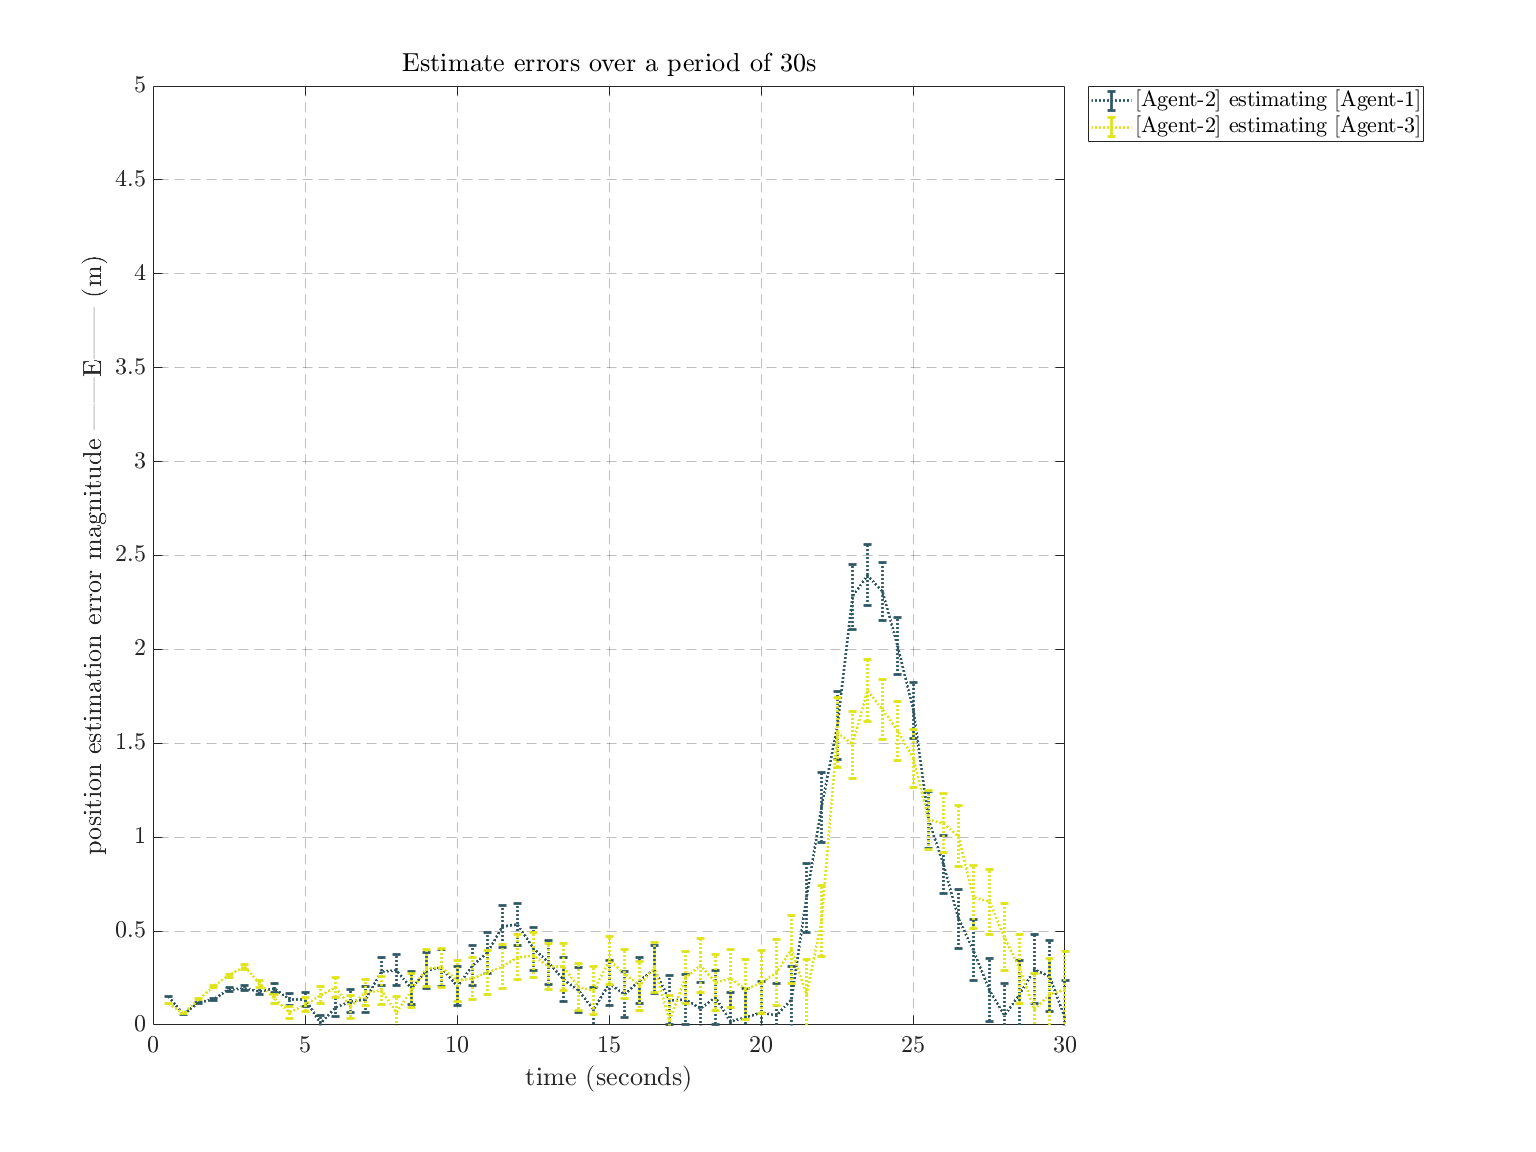 Estimate errors over a period of 30s
[Agent-2] estimating [Agent-1]
[Agent-2] estimating [Agent-3]
5
4.5
4
3.5
3
2.5
2
1.5
1
0.5
0
position estimation error magnitude ——E—— (m)
0 5 10 15 20 25 30
time (seconds)